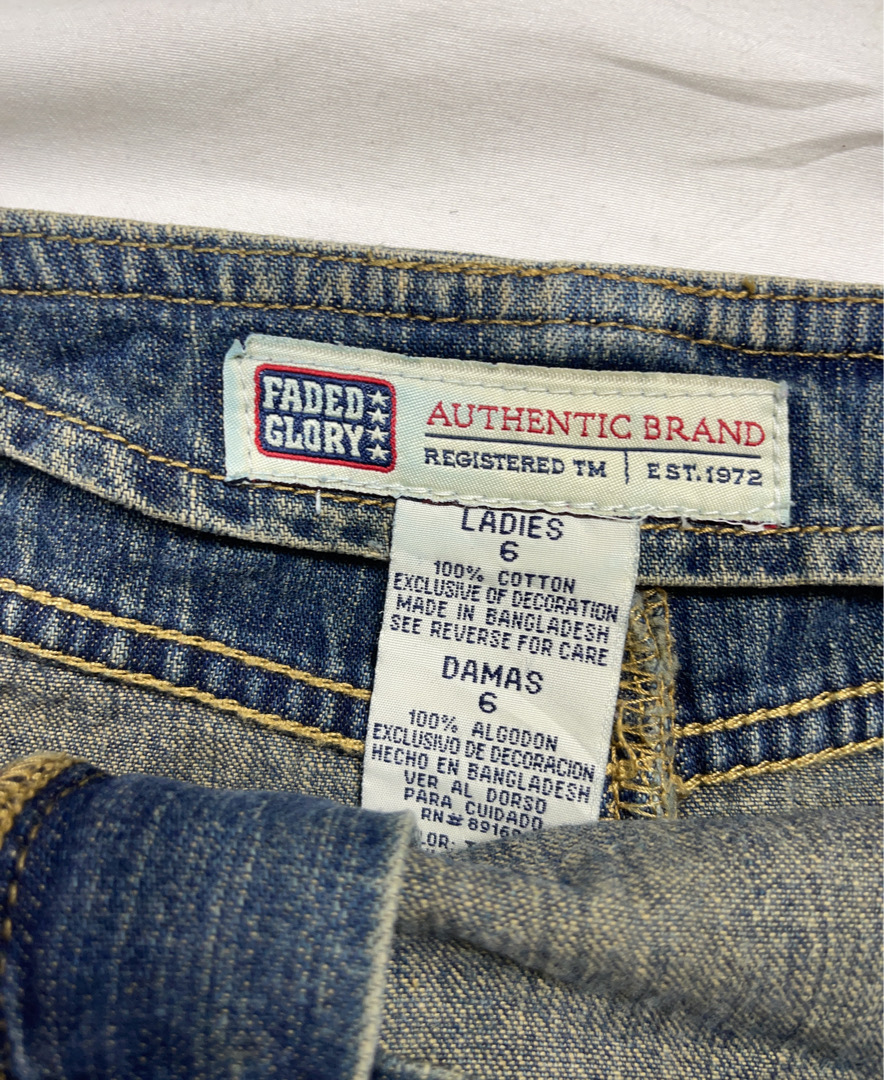 FADED
GLORY
AUTHENTIC BRAND
REGISTERED TM | EST.1972
LADIES
6
100% COTTON
EXCLUSIVE OF DECORATION
MADE IN BANGLADESH
SEE REVERSE FOR CARE
DAMAS
6
100% ALGODON
EXCLUSIVO DE DECORACION
HECHO EN BANGLADESH
VER AL DORSO
PARA CUIDADO
RN#